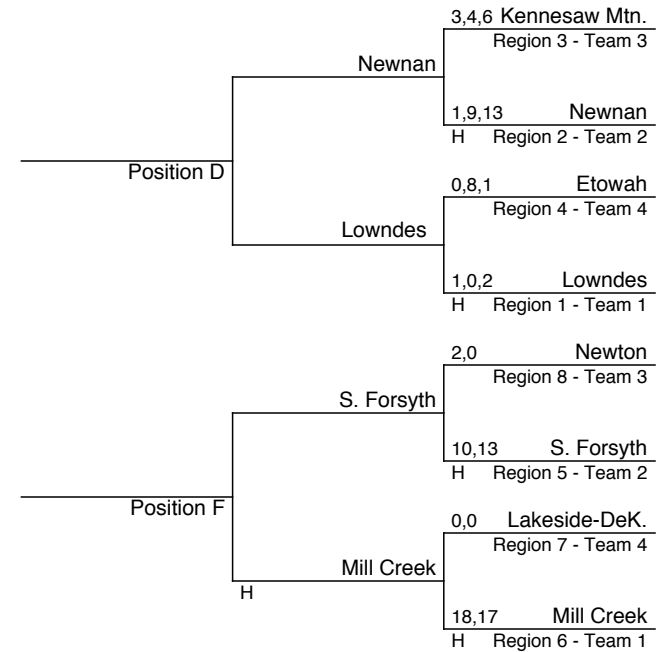 3,4,6 Kennesaw Mtn.
Region 3 - Team 3
Newnan
1,9,13 Newnan
H Region 2 - Team 2
Position D
0,8,1 Etowah
Region 4 - Team 4
Lowndes
1,0,2 Lowndes
H Region 1 - Team 1
2,0 Newton
Region 8 - Team 3
S. Forsyth
10,13 S. Forsyth
H Region 5 - Team 2
Position F
0,0 Lakeside-DeK.
Region 7 - Team 4
Mill Creek
H
18,17 Mill Creek
H Region 6 - Team 1